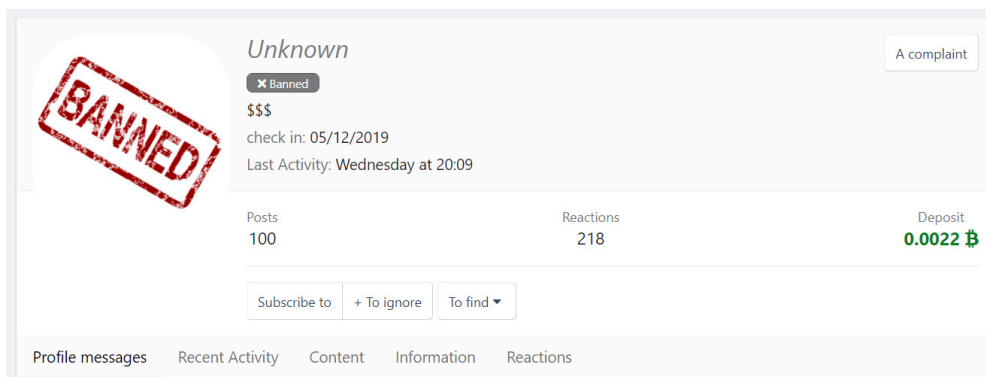 BANNED
Unknown
A complaint
✕ Banned
$$$
check in: 05/12/2019
Last Activity: Wednesday at 20:09
Posts Reactions Deposit
100 218 0.0022 ₿
Subscribe to + To ignore To find
Profile messages Recent Activity Content Information Reactions